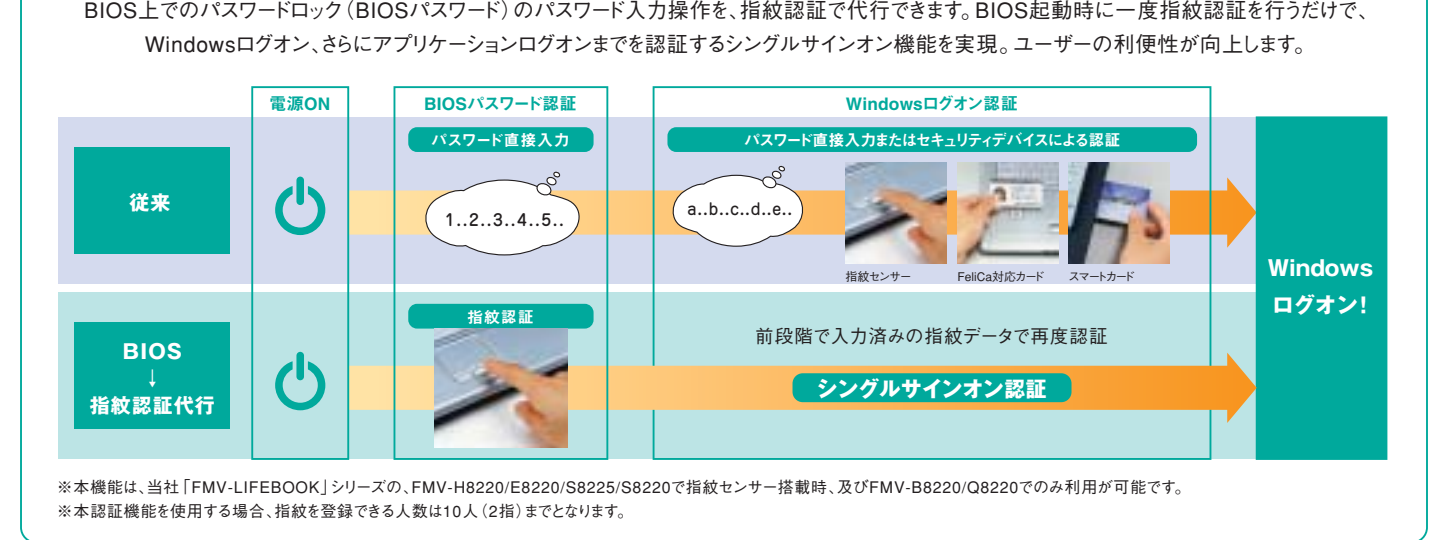 BIOS上でのパスワードロック（BIOSパスワード）のパスワード入力操作を、指紋認証で代行できます。BIOS起動時に一度指紋認証を行うだけで、
Windowsログオン、さらにアプリケーションログオンまでを認証するシングルサインオン機能を実現。ユーザーの利便性が向上します。
電源ON
BIOSパスワード認証
Windowsログオン認証
従来
パスワード直接入力
1..2..3..4..5..
パスワード直接入力またはセキュリティデバイスによる認証
a..b..c..d..e..
指紋センサー
FeliCa対応カード
スマートカード
BIOS
↓
指紋認証代行
指紋認証
前段階で入力済みの指紋データで再度認証
シングルサインオン認証
Windows
ログオン！
※本機能は、当社「FMV-LIFEBOOK」シリーズの、FMV-H8220/E8220/S8225/S8220で指紋センサー搭載時、及びFMV-B8220/Q8220でのみ利用が可能です。
※本認証機能を使用する場合、指紋を登録できる人数は10人（2指）までとなります。